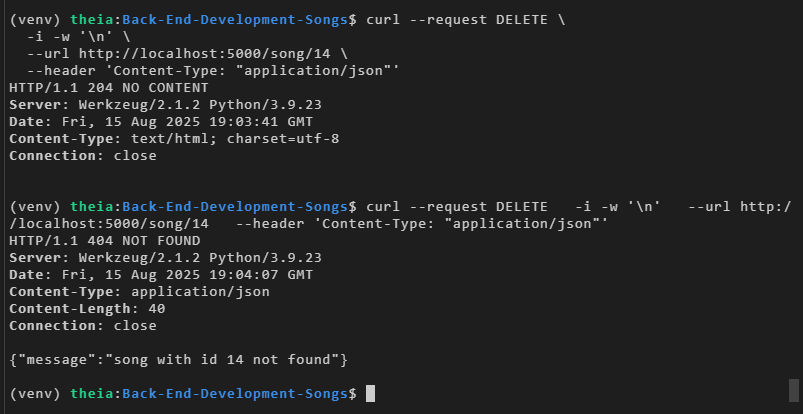 (venv) theia:Back-End-Development-Songs$ curl --request DELETE \
  -i -w '\n' \
  --url http://localhost:5000/song/14 \
  --header 'Content-Type: "application/json"'
HTTP/1.1 204 NO CONTENT
Server: Werkzeug/2.1.2 Python/3.9.23
Date: Fri, 15 Aug 2025 19:03:41 GMT
Content-Type: text/html; charset=utf-8
Connection: close
(venv) theia:Back-End-Development-Songs$ curl --request DELETE   -i -w '\n'   --url http:/
/localhost:5000/song/14   --header 'Content-Type: "application/json"'
HTTP/1.1 404 NOT FOUND
Server: Werkzeug/2.1.2 Python/3.9.23
Date: Fri, 15 Aug 2025 19:04:07 GMT
Content-Type: application/json
Content-Length: 40
Connection: close
{"message":"song with id 14 not found"}
(venv) theia:Back-End-Development-Songs$